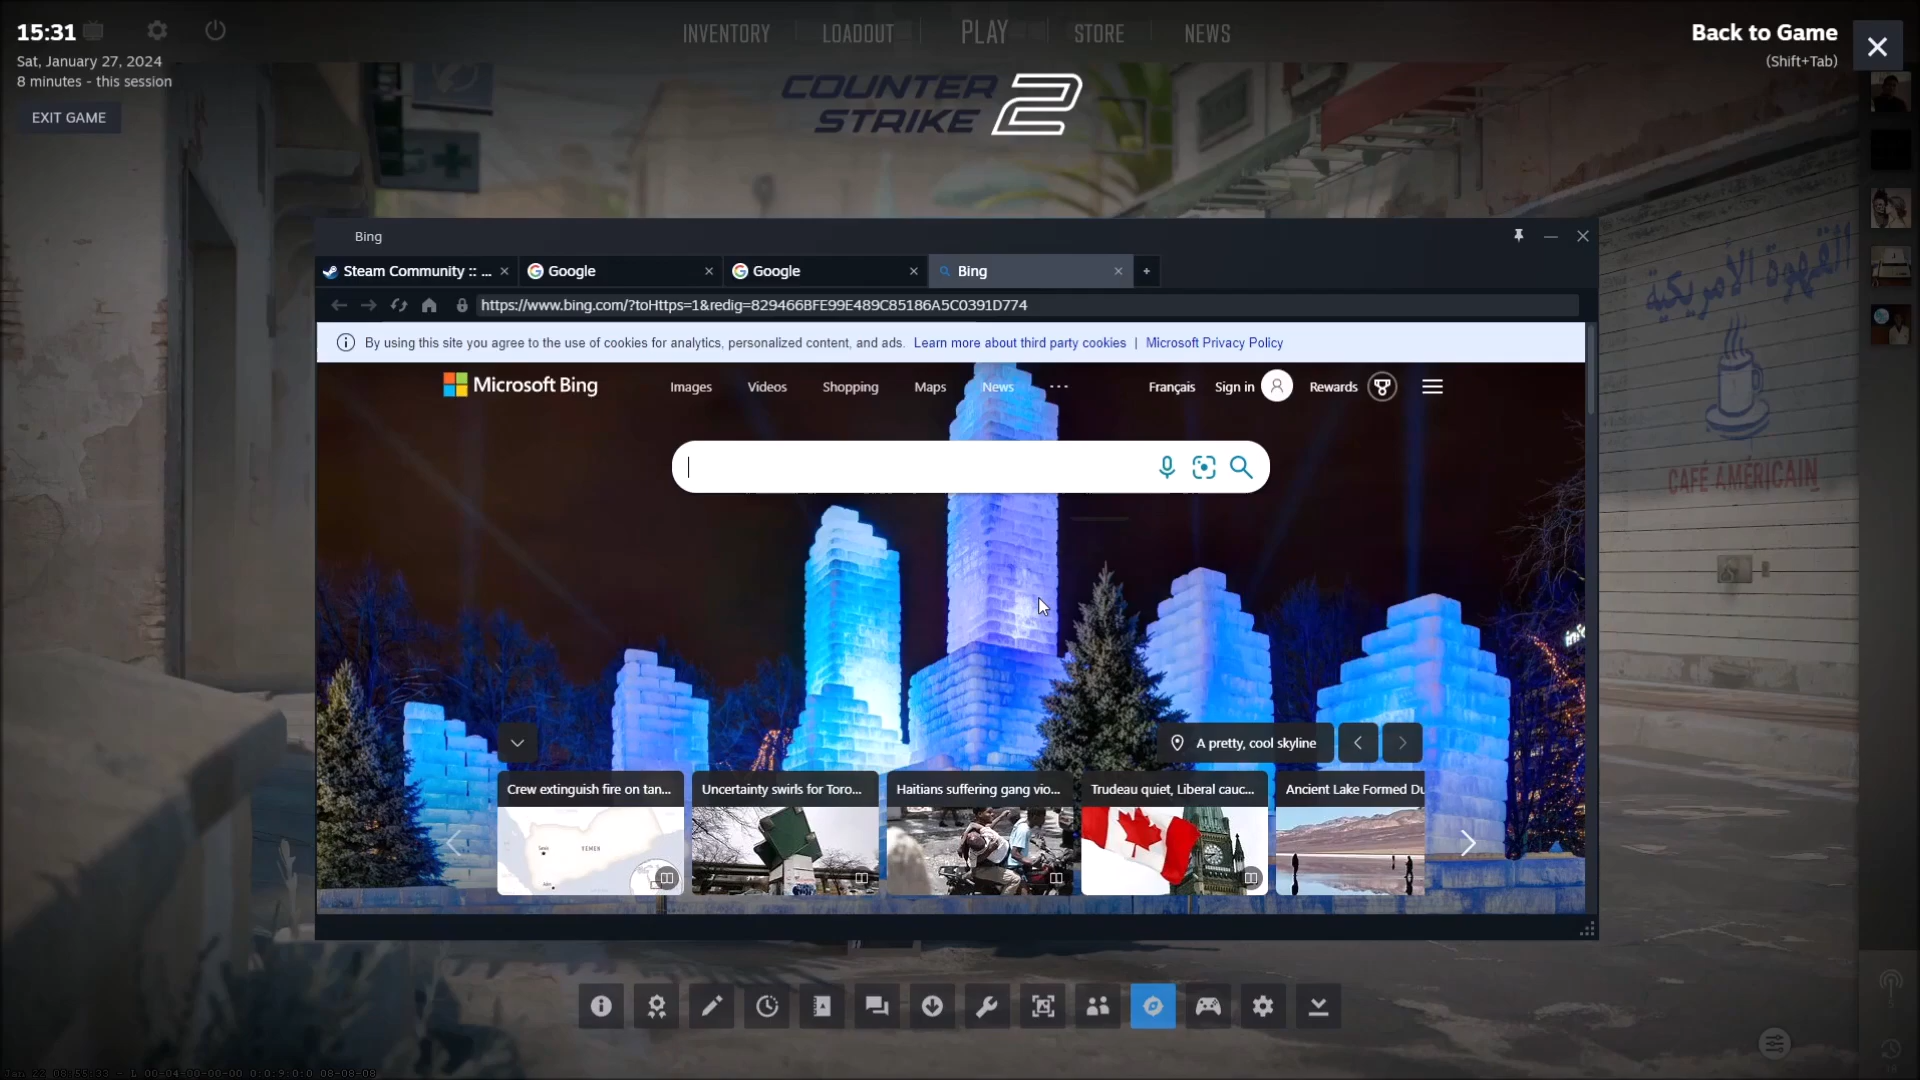 15:31
Sat, January 27, 2024
8 minutes - this session
EXIT GAME
INVENTORY
LOADOUT
PLAY
STORE
NEWS
Back to Game
(Shift+Tab)
COUNTER
STRIKE 2
Bing
Steam Community :: ...
Google
Google
Bing
https://www.bing.com/?toHttps=1&redig=829466BFE99E489C85186A5C0391D774
By using this site you agree to the use of cookies for analytics, personalized content, and ads. Learn more about third party cookies | Microsoft Privacy Policy
Microsoft Bing
Images
Videos
Shopping
Maps
News
...
Français
Sign in
Rewards
القهوة الأمريكية
CAFÉ AMÉRICAIN
A pretty, cool skyline
Crew extinguish fire on tan...
Uncertainty swirls for Toro...
Haitians suffering gang vio...
Trudeau quiet, Liberal cauc...
Ancient Lake Formed Du
YEMEN